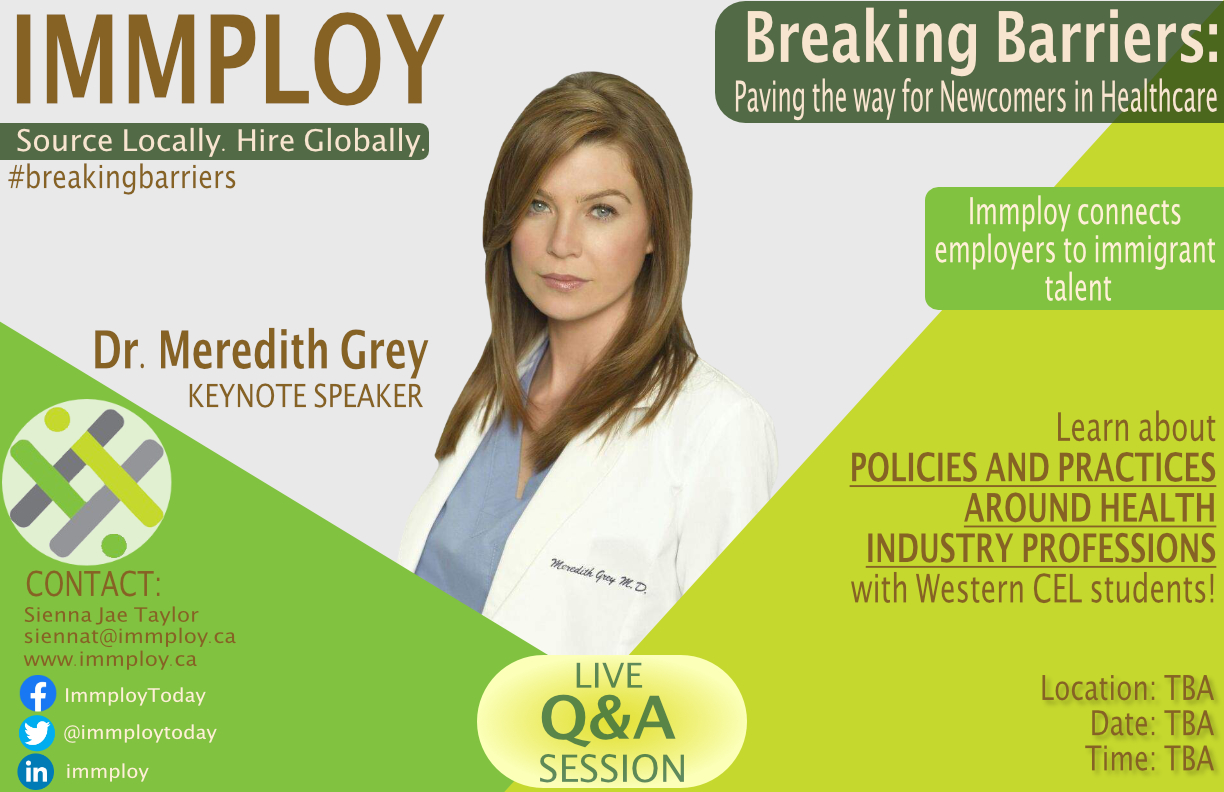 IMMPLOY
Source Locally. Hire Globally.
#breakingbarriers
Breaking Barriers:
Paving the way for Newcomers in Healthcare
Immploy connects
employers to immigrant
talent
Dr. Meredith Grey
KEYNOTE SPEAKER
Meredith Grey M.D.
Learn about
POLICIES AND PRACTICES
AROUND HEALTH
INDUSTRY PROFESSIONS
with Western CEL students!
CONTACT:
Sienna Jae Taylor
siennat@immploy.ca
www.immploy.ca
ImmployToday
@immploytoday
immploy
LIVE
Q&A
SESSION
Location: TBA
Date: TBA
Time: TBA